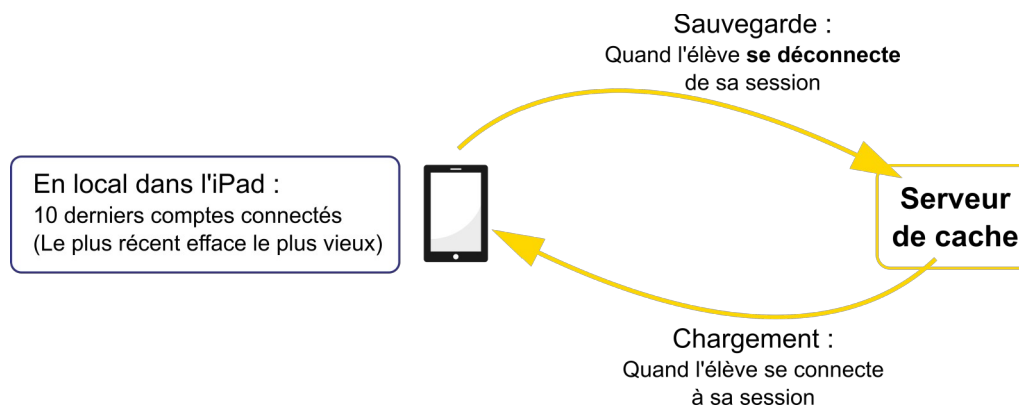 Sauvegarde :
Quand l'élève se déconnecte
de sa session
En local dans l'iPad :
10 derniers comptes connectés
(Le plus récent efface le plus vieux)
Serveur
de cache
Chargement :
Quand l'élève se connecte
à sa session